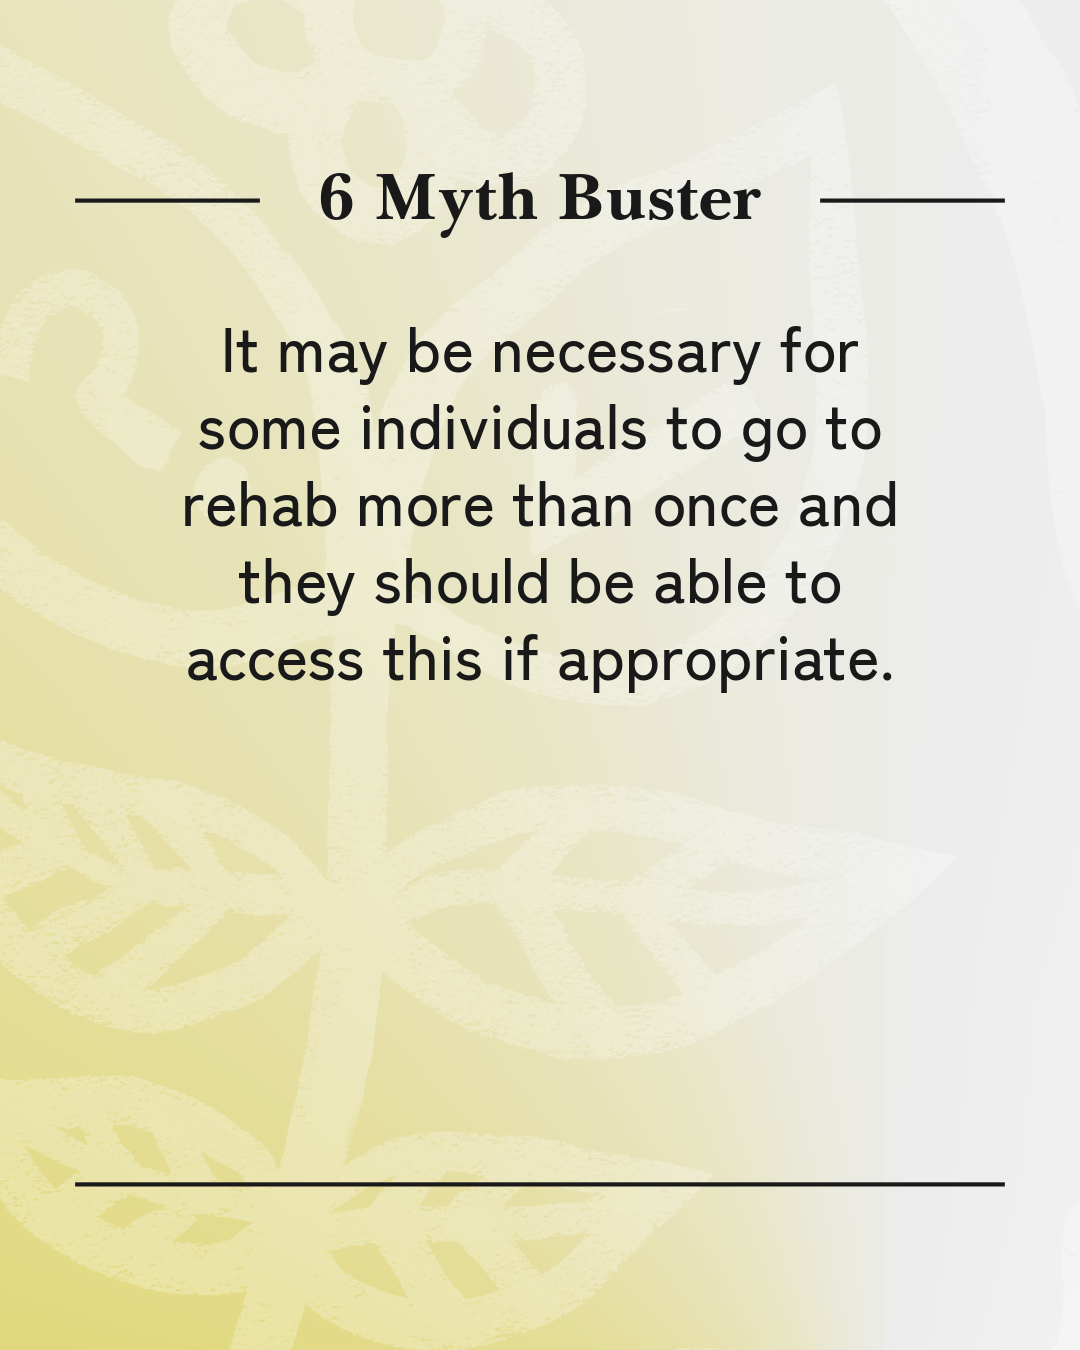 6 Myth Buster
It may be necessary for
some individuals to go to
rehab more than once and
they should be able to
access this if appropriate.